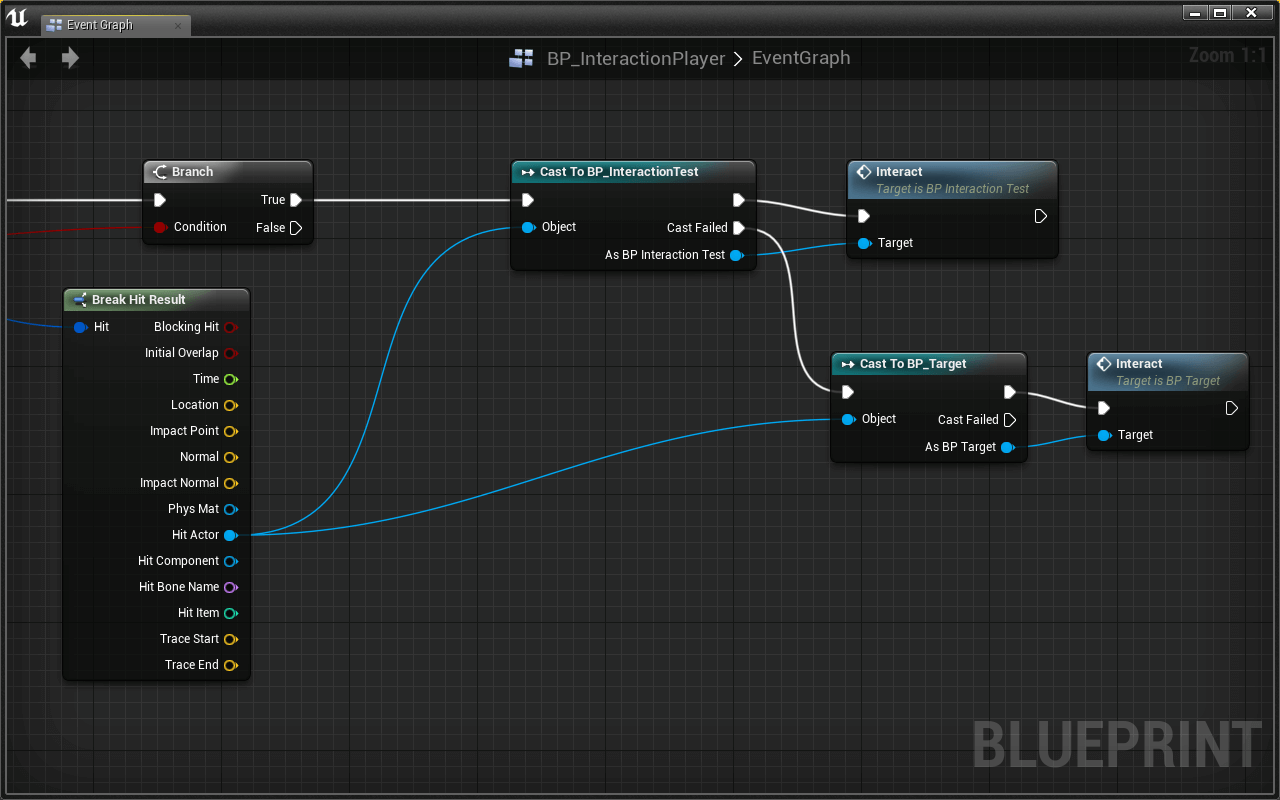 Event Graph
BP_InteractionPlayer > EventGraph
Zoom 1:1
Branch
True
Condition
False
Cast To BP_InteractionTest
Object
Cast Failed
As BP Interaction Test
Interact
Target is BP Interaction Test
Target
Break Hit Result
Hit
Blocking Hit
Initial Overlap
Time
Location
Impact Point
Normal
Impact Normal
Phys Mat
Hit Actor
Hit Component
Hit Bone Name
Hit Item
Trace Start
Trace End
Cast To BP_Target
Object
Cast Failed
As BP Target
Interact
Target is BP Target
Target
BLUEPRINT